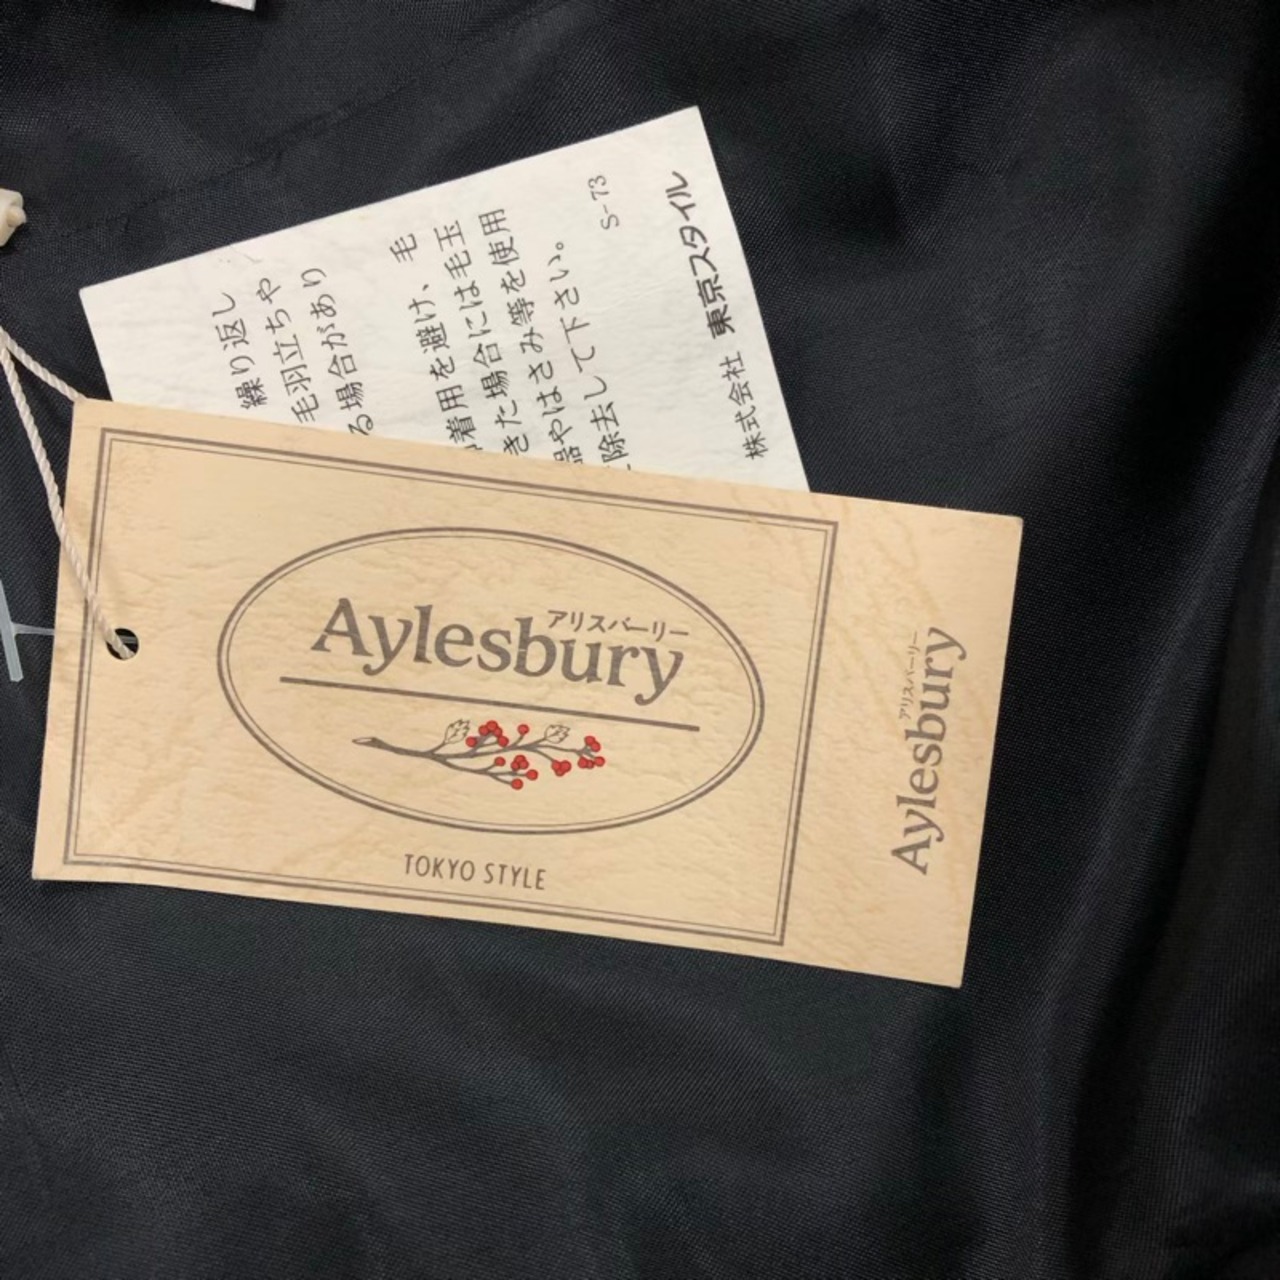 繰り返し
毛羽立ちや
る場合があり
毛
着用を避け、
きた場合には毛玉
器やはさみ等を使用
除去して下さい。
S-73
株式会社 東京スタイル
アリスバーリー
Aylesbury
TOKYO STYLE
アリスバーリー
Aylesbury